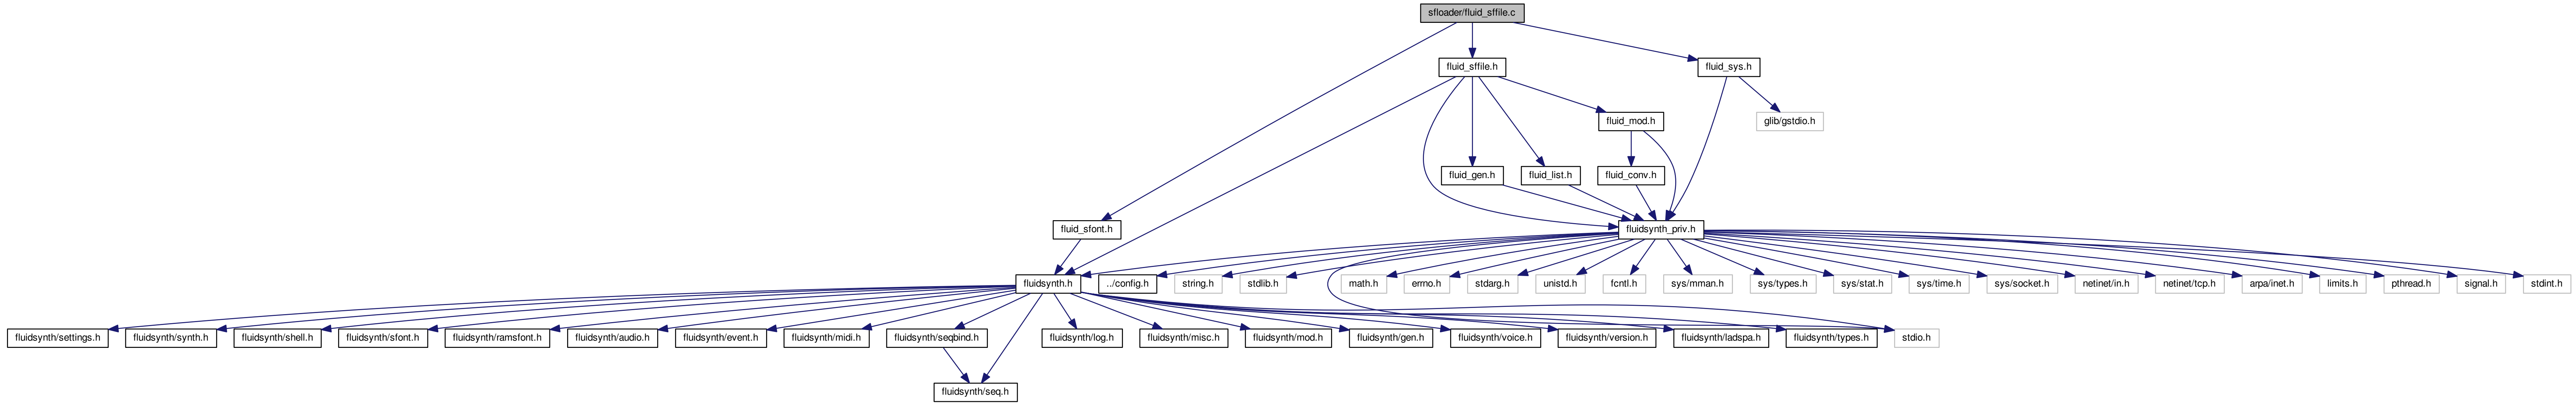 sfloader/fluid_sffile.c
fluid_sffile.h
fluid_sys.h
fluid_mod.h
glib/gstdio.h
fluid_gen.h
fluid_list.h
fluid_conv.h
fluid_sfont.h
fluidsynth_priv.h
fluidsynth.h
../config.h
string.h
stdlib.h
math.h
errno.h
stdarg.h
unistd.h
fcntl.h
sys/mman.h
sys/types.h
sys/stat.h
sys/time.h
sys/socket.h
netinet/in.h
netinet/tcp.h
arpa/inet.h
limits.h
pthread.h
signal.h
stdint.h
fluidsynth/settings.h
fluidsynth/synth.h
fluidsynth/shell.h
fluidsynth/sfont.h
fluidsynth/ramsfont.h
fluidsynth/audio.h
fluidsynth/event.h
fluidsynth/midi.h
fluidsynth/seqbind.h
fluidsynth/log.h
fluidsynth/misc.h
fluidsynth/mod.h
fluidsynth/gen.h
fluidsynth/voice.h
fluidsynth/version.h
fluidsynth/ladspa.h
fluidsynth/types.h
stdio.h
fluidsynth/seq.h